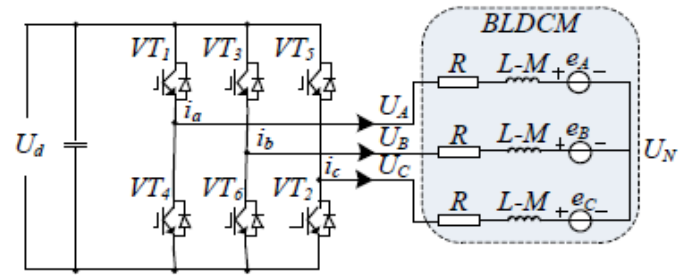 BLDCM
VT1 VT3 VT5
R L-M + eA −
ia UA
Ud
ib UB R L-M + eB − UN
ic UC
VT4 VT6 VT2
R L-M + eC −